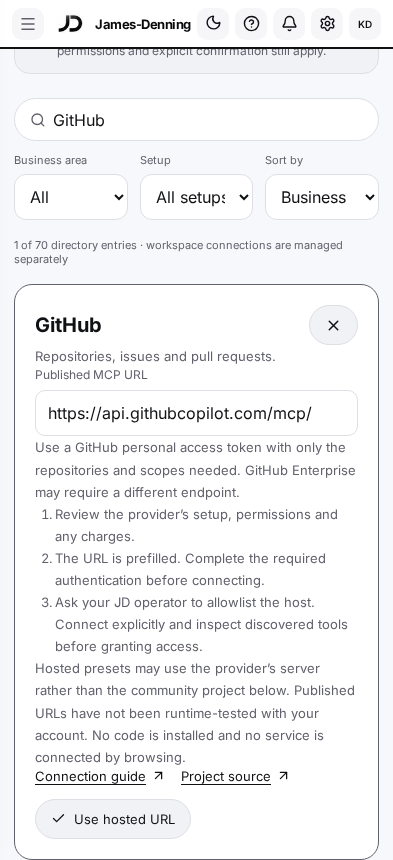 JD James-Denning KD
permissions and explicit confirmation still apply.
GitHub
Business area Setup Sort by
All All setups Business
1 of 70 directory entries · workspace connections are managed
separately
GitHub
Repositories, issues and pull requests.
Published MCP URL
https://api.githubcopilot.com/mcp/
Use a GitHub personal access token with only the
repositories and scopes needed. GitHub Enterprise
may require a different endpoint.
1. Review the provider’s setup, permissions and
any charges.
2. The URL is prefilled. Complete the required
authentication before connecting.
3. Ask your JD operator to allowlist the host.
Connect explicitly and inspect discovered tools
before granting access.
Hosted presets may use the provider’s server
rather than the community project below. Published
URLs have not been runtime-tested with your
account. No code is installed and no service is
connected by browsing.
Connection guide Project source
Use hosted URL